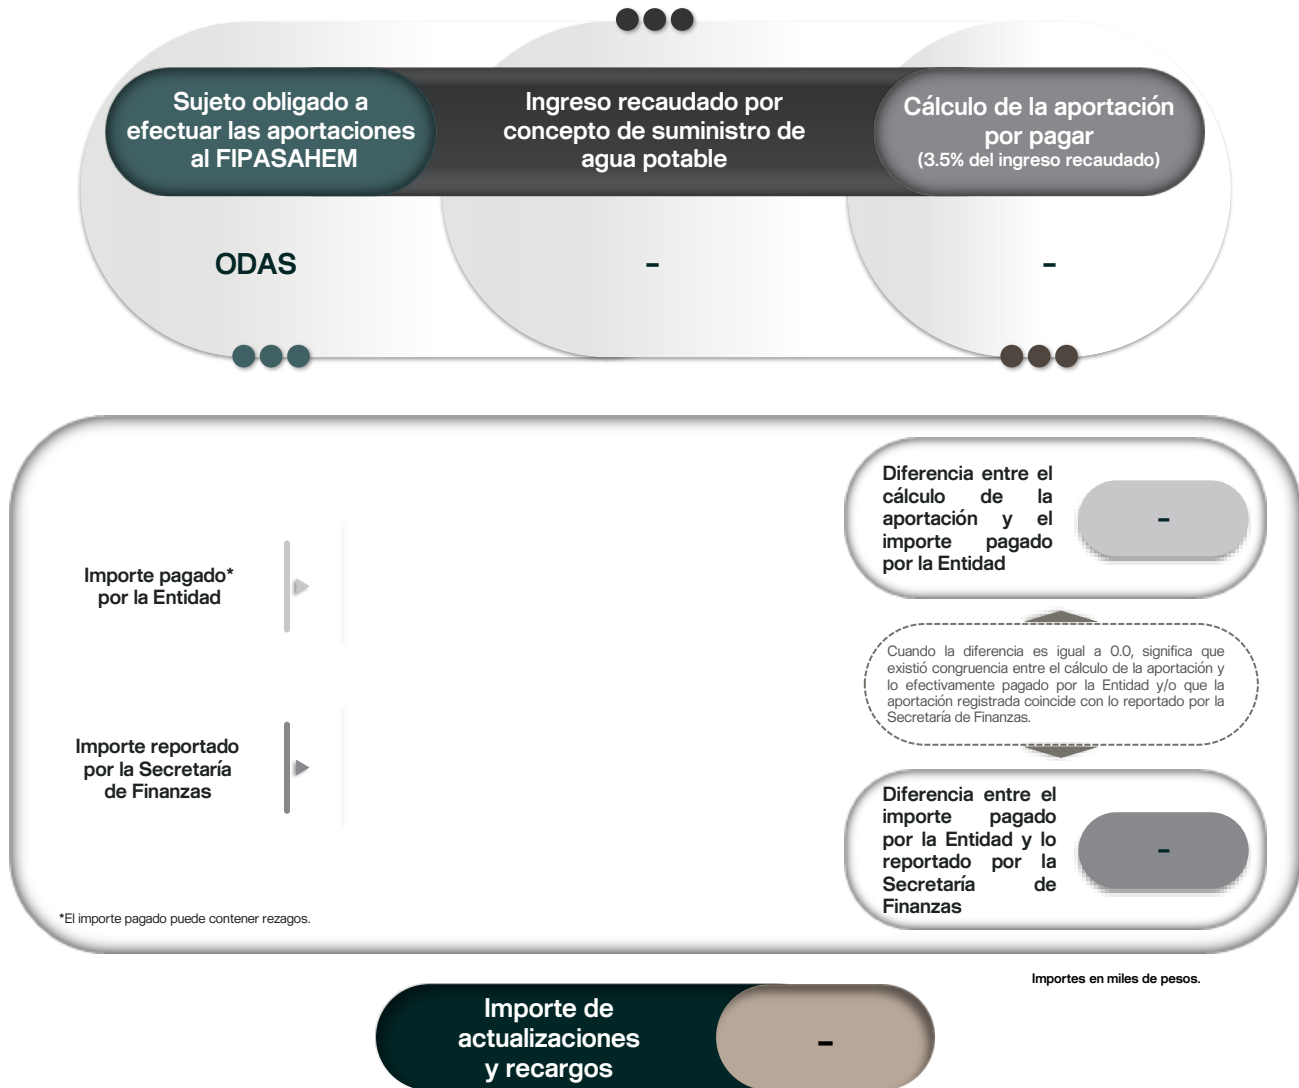 Sujeto obligado a
efectuar las aportaciones
al FIPASAHEM
Ingreso recaudado por
concepto de suministro de
agua potable
Cálculo de la aportación
por pagar
(3.5% del ingreso recaudado)
ODAS
-
-
Importe pagado*
por la Entidad
Diferencia entre el
cálculo de la
aportación y el
importe pagado
por la Entidad
-
Cuando la diferencia es igual a 0.0, significa que
existió congruencia entre el cálculo de la aportación y
lo efectivamente pagado por la Entidad y/o que la
aportación registrada coincide con lo reportado por la
Secretaría de Finanzas.
Importe reportado
por la Secretaría
de Finanzas
Diferencia entre el
importe pagado
por la Entidad y lo
reportado por la
Secretaría de
Finanzas
-
*El importe pagado puede contener rezagos.
Importes en miles de pesos.
Importe de
actualizaciones
y recargos
-